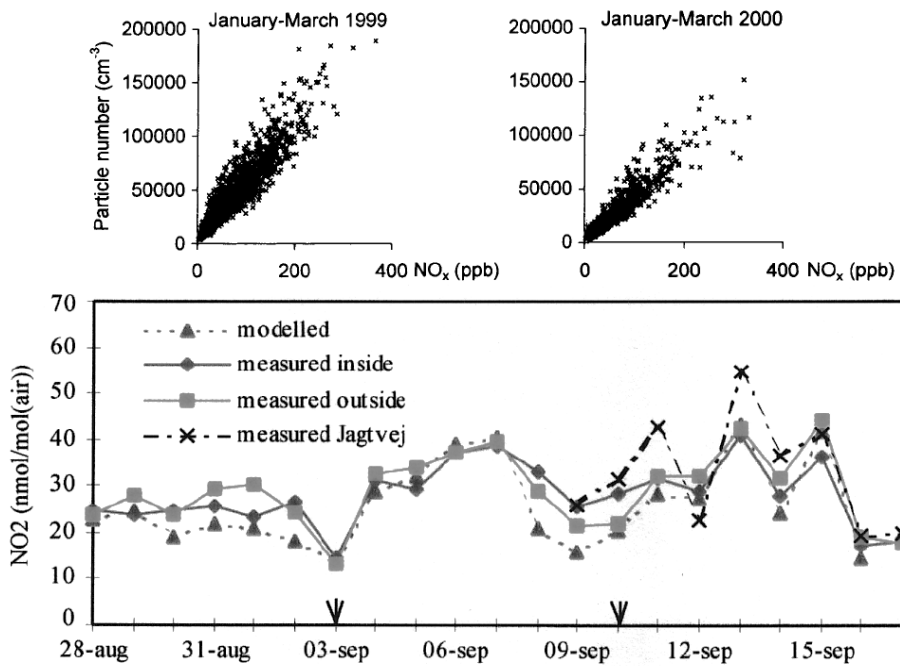 January-March 1999
January-March 2000
Particle number (cm-3)
200000
150000
100000
50000
0
0
200
400
NOx (ppb)
200000
150000
100000
50000
0
0
200
400
NOx (ppb)
NO2 (nmol/mol(air))
70
60
50
40
30
20
10
0
modelled
measured inside
measured outside
measured Jagtvej
28-aug
31-aug
03-sep
06-sep
09-sep
12-sep
15-sep